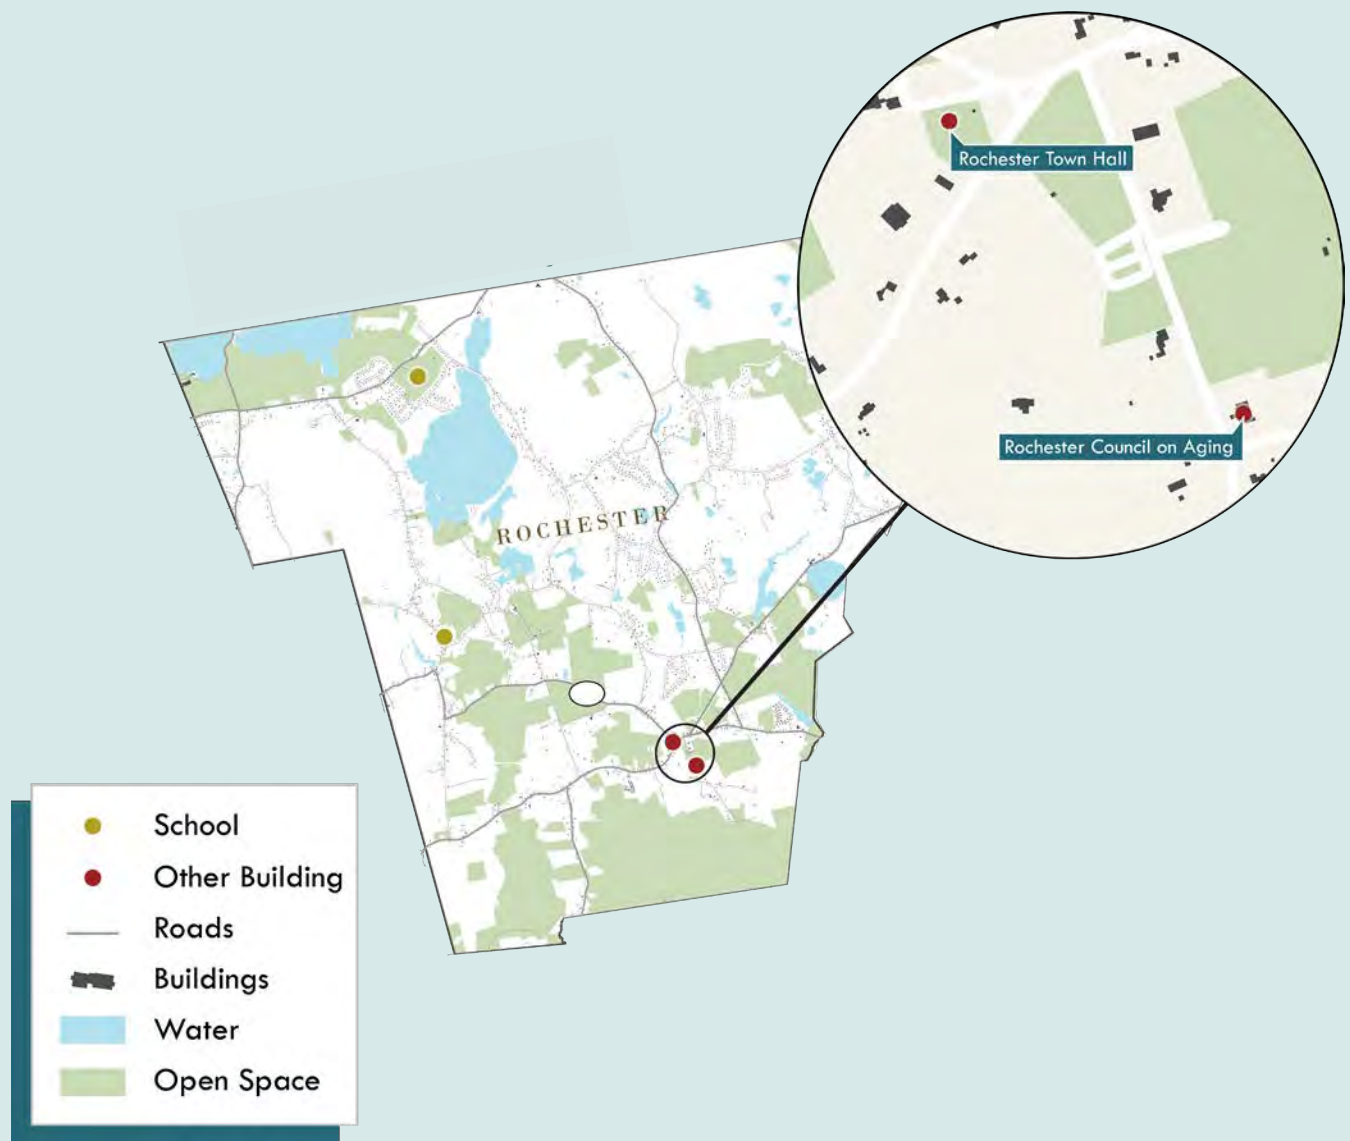 Rochester Town Hall
Rochester Council on Aging
ROCHESTER
School
Other Building
Roads
Buildings
Water
Open Space